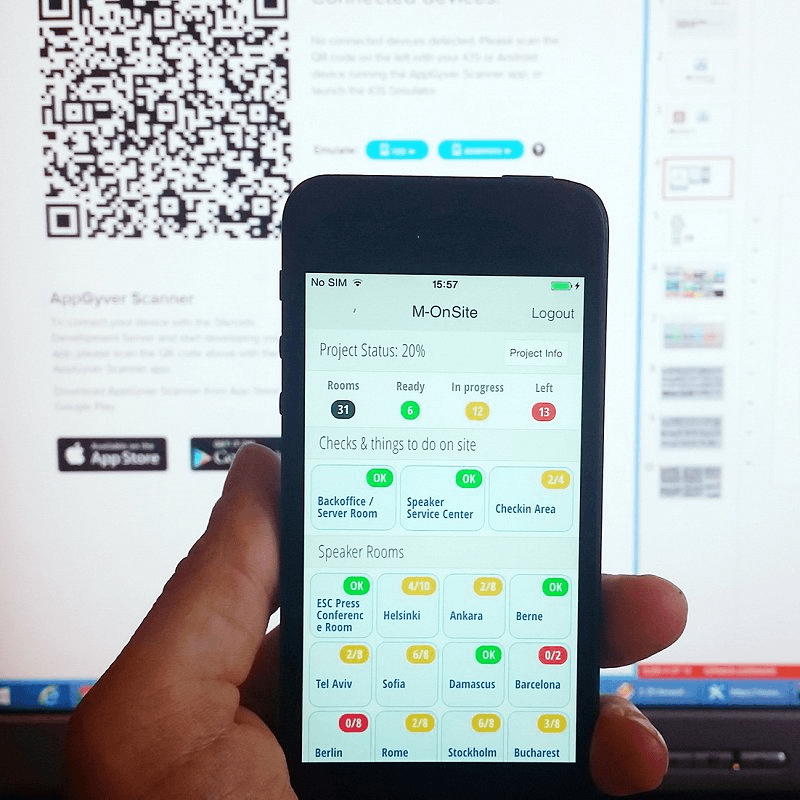 Connected devices:
No connected devices detected. Please scan the
QR code on the left with your iOS or Android
device running the AppGyver Scanner app, or
launch the iOS Simulator.
Emulate:
AppGyver Scanner
To connect your device with the Steroids
Development Server and start developing your
app, please scan the QR code above with the
AppGyver Scanner app.
Download AppGyver Scanner from App Store
Google Play.
Available on the
App Store
GET IT ON
No SIM 15:57
M-OnSite Logout
Project Status: 20% Project Info
Rooms Ready In progress Left
31 6 12 13
Checks & things to do on site
OK OK 2/4
Backoffice / Speaker Checkin Area
Server Room Service Center
Speaker Rooms
OK 4/10 2/8 OK
ESC Press Helsinki Ankara Berne
Conferenc
e Room
2/8 6/8 OK 0/2
Tel Aviv Sofia Damascus Barcelona
0/8 2/8 6/8 3/8
Berlin Rome Stockholm Bucharest